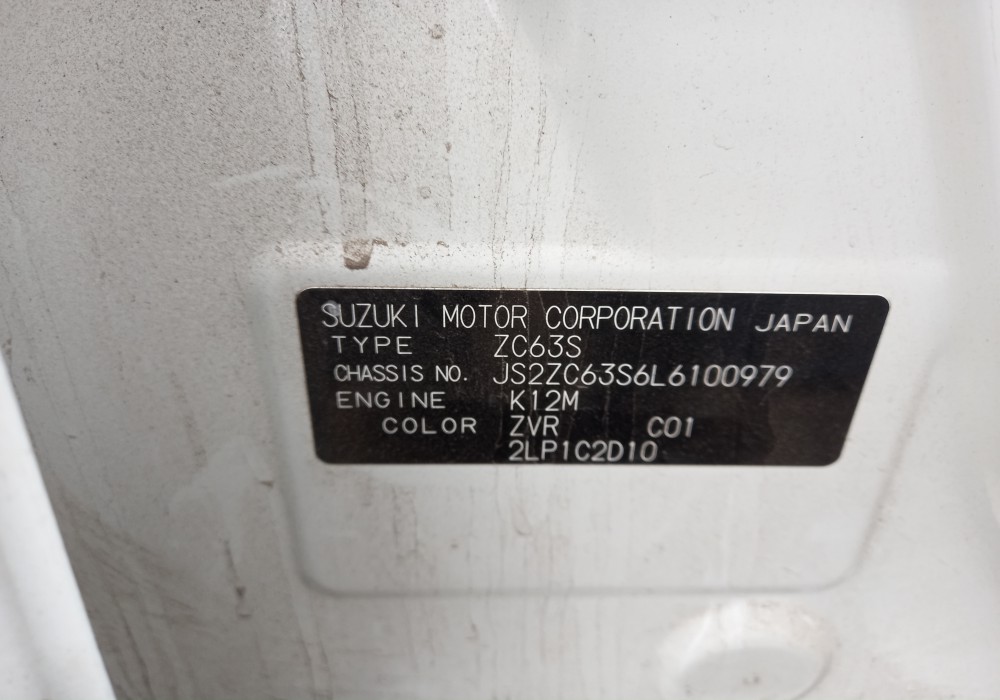 SUZUKI MOTOR CORPORATION JAPAN
TYPE ZC63S
CHASSIS NO. JS2ZC63S6L6100979
ENGINE K12M
COLOR ZVR C01
2LP1C2D10